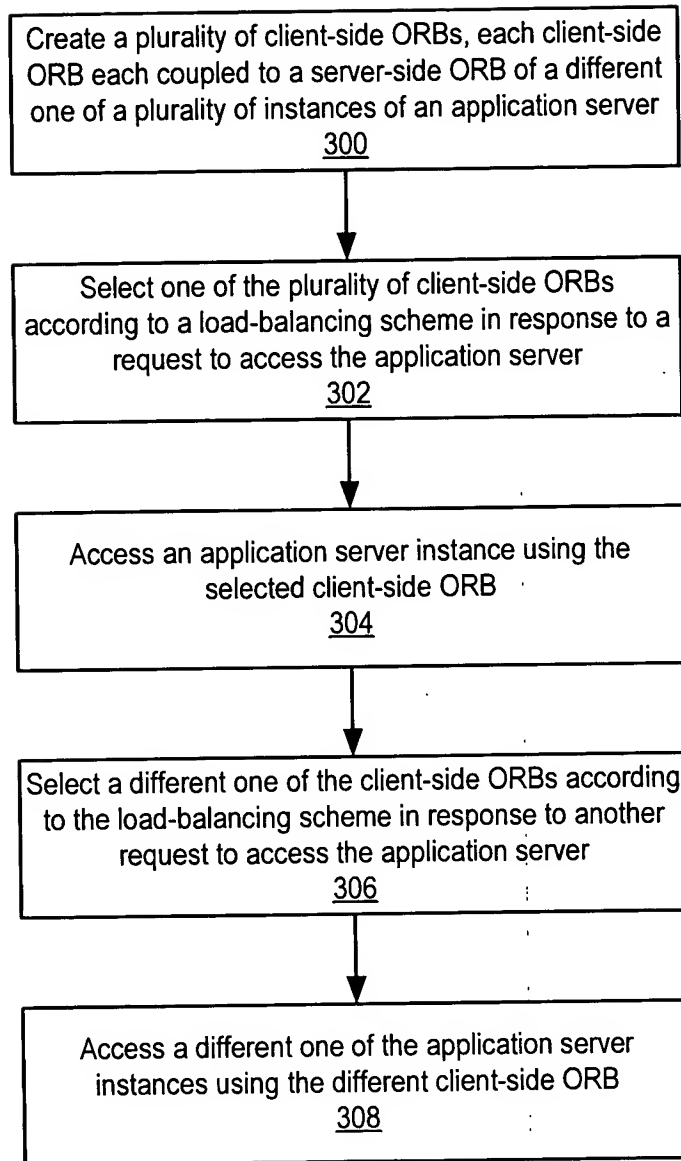 Create a plurality of client-side ORBs, each client-side
ORB each coupled to a server-side ORB of a different
one of a plurality of instances of an application server
300
Select one of the plurality of client-side ORBs
according to a load-balancing scheme in response to a
request to access the application server
302
Access an application server instance using the
selected client-side ORB
304
Select a different one of the client-side ORBs according
to the load-balancing scheme in response to another
request to access the application server
306
Access a different one of the application server
instances using the different client-side ORB
308